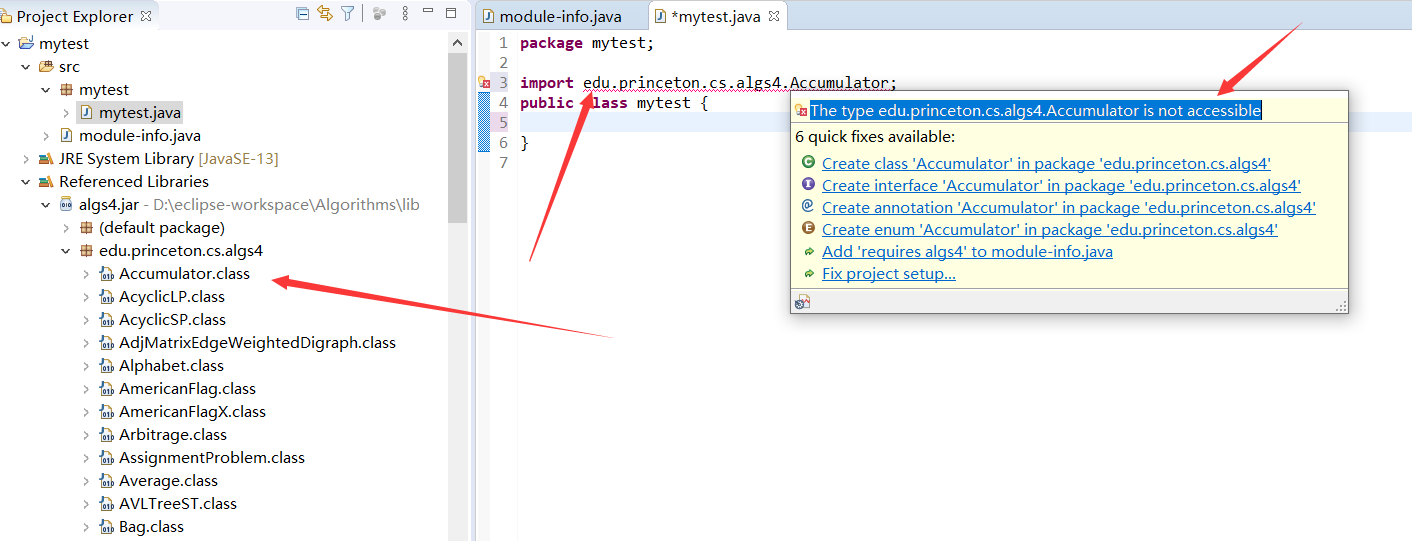 Project Explorer
mytest
src
mytest
mytest.java
module-info.java
JRE System Library [JavaSE-13]
Referenced Libraries
algs4.jar - D:\eclipse-workspace\Algorithms\lib
(default package)
edu.princeton.cs.algs4
Accumulator.class
AcyclicLP.class
AcyclicSP.class
AdjMatrixEdgeWeightedDigraph.class
Alphabet.class
AmericanFlag.class
AmericanFlagX.class
Arbitrage.class
AssignmentProblem.class
Average.class
AVLTreeST.class
Bag.class
module-info.java
*mytest.java
1 package mytest;
2
3 import edu.princeton.cs.algs4.Accumulator;
4 public class mytest {
5
6 }
7
The type edu.princeton.cs.algs4.Accumulator is not accessible
6 quick fixes available:
Create class 'Accumulator' in package 'edu.princeton.cs.algs4'
Create interface 'Accumulator' in package 'edu.princeton.cs.algs4'
Create annotation 'Accumulator' in package 'edu.princeton.cs.algs4'
Create enum 'Accumulator' in package 'edu.princeton.cs.algs4'
Add 'requires algs4' to module-info.java
Fix project setup...